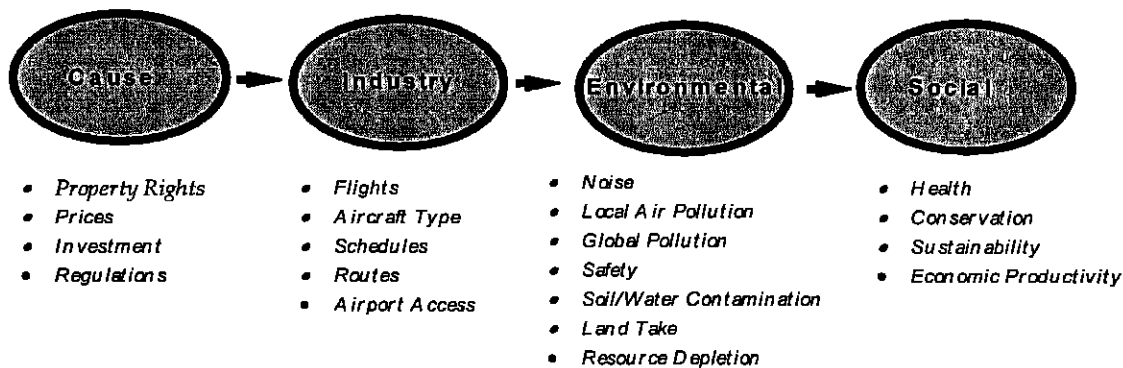 Cause
Industry
Environmental
Social
• Property Rights
• Prices
• Investment
• Regulations
• Flights
• Aircraft Type
• Schedules
• Routes
• Airport Access
• Noise
• Local Air Pollution
• Global Pollution
• Safety
• Soil/Water Contamination
• Land Take
• Resource Depletion
• Health
• Conservation
• Sustainability
• Economic Productivity